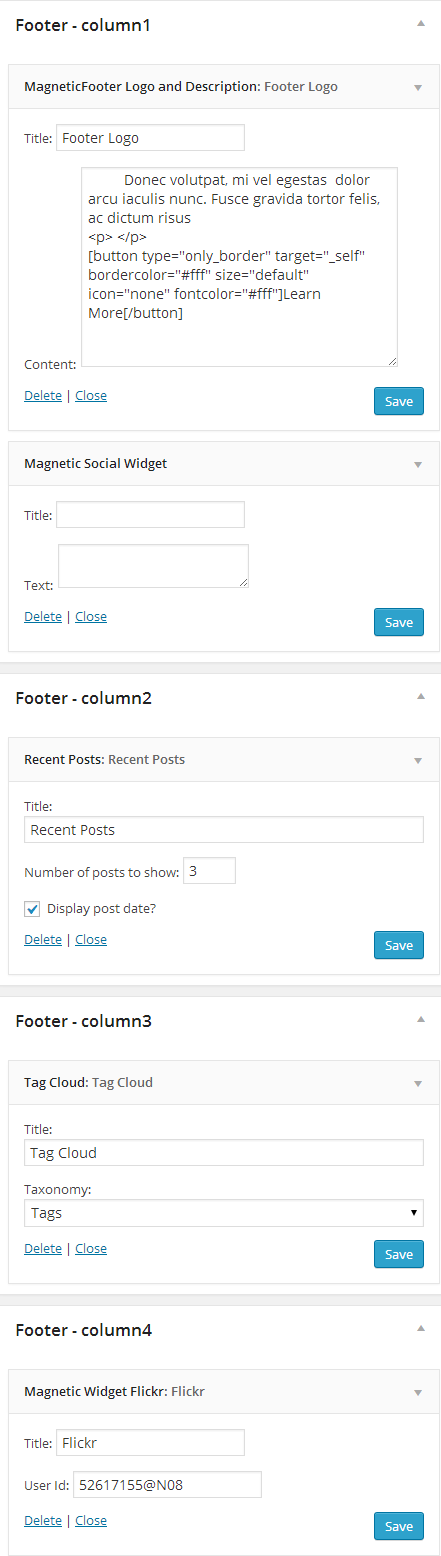 Footer - column1
MagneticFooter Logo and Description: Footer Logo
Title: Footer Logo
Donec volutpat, mi vel egestas  dolor
arcu iaculis nunc. Fusce gravida tortor felis,
ac dictum risus
<p> </p>
[button type="only_border" target="_self"
bordercolor="#fff" size="default"
icon="none" fontcolor="#fff"]Learn
More[/button]
Content:
Delete | Close
Save
Magnetic Social Widget
Title:
Text:
Delete | Close
Save
Footer - column2
Recent Posts: Recent Posts
Title:
Recent Posts
Number of posts to show: 3
Display post date?
Delete | Close
Save
Footer - column3
Tag Cloud: Tag Cloud
Title:
Tag Cloud
Taxonomy:
Tags
Delete | Close
Save
Footer - column4
Magnetic Widget Flickr: Flickr
Title: Flickr
User Id: 52617155@N08
Delete | Close
Save